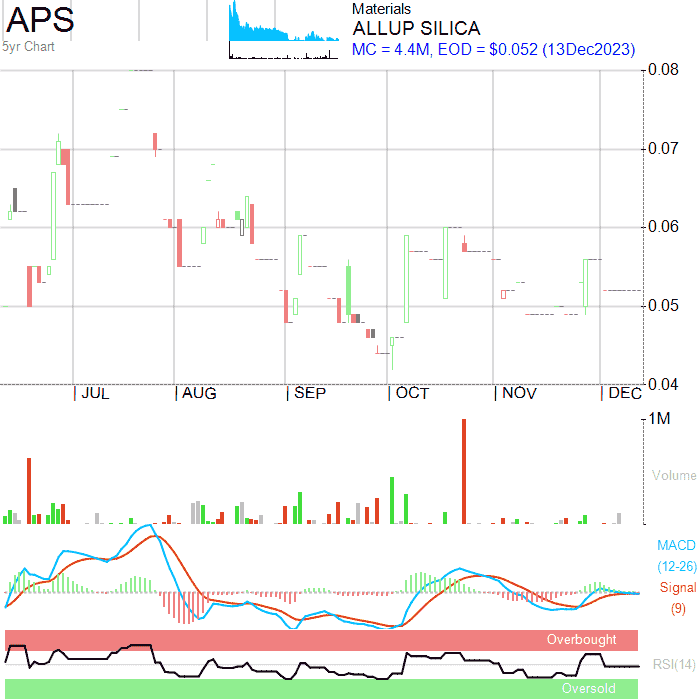 APS
5yr Chart
Materials
ALLUP SILICA
MC = 4.4M, EOD = $0.052 (13Dec2023)
0.08
0.07
0.06
0.05
0.04
JUL AUG SEP OCT NOV DEC
1M
Volume
MACD
(12-26)
Signal
(9)
Overbought
RSI(14)
Oversold